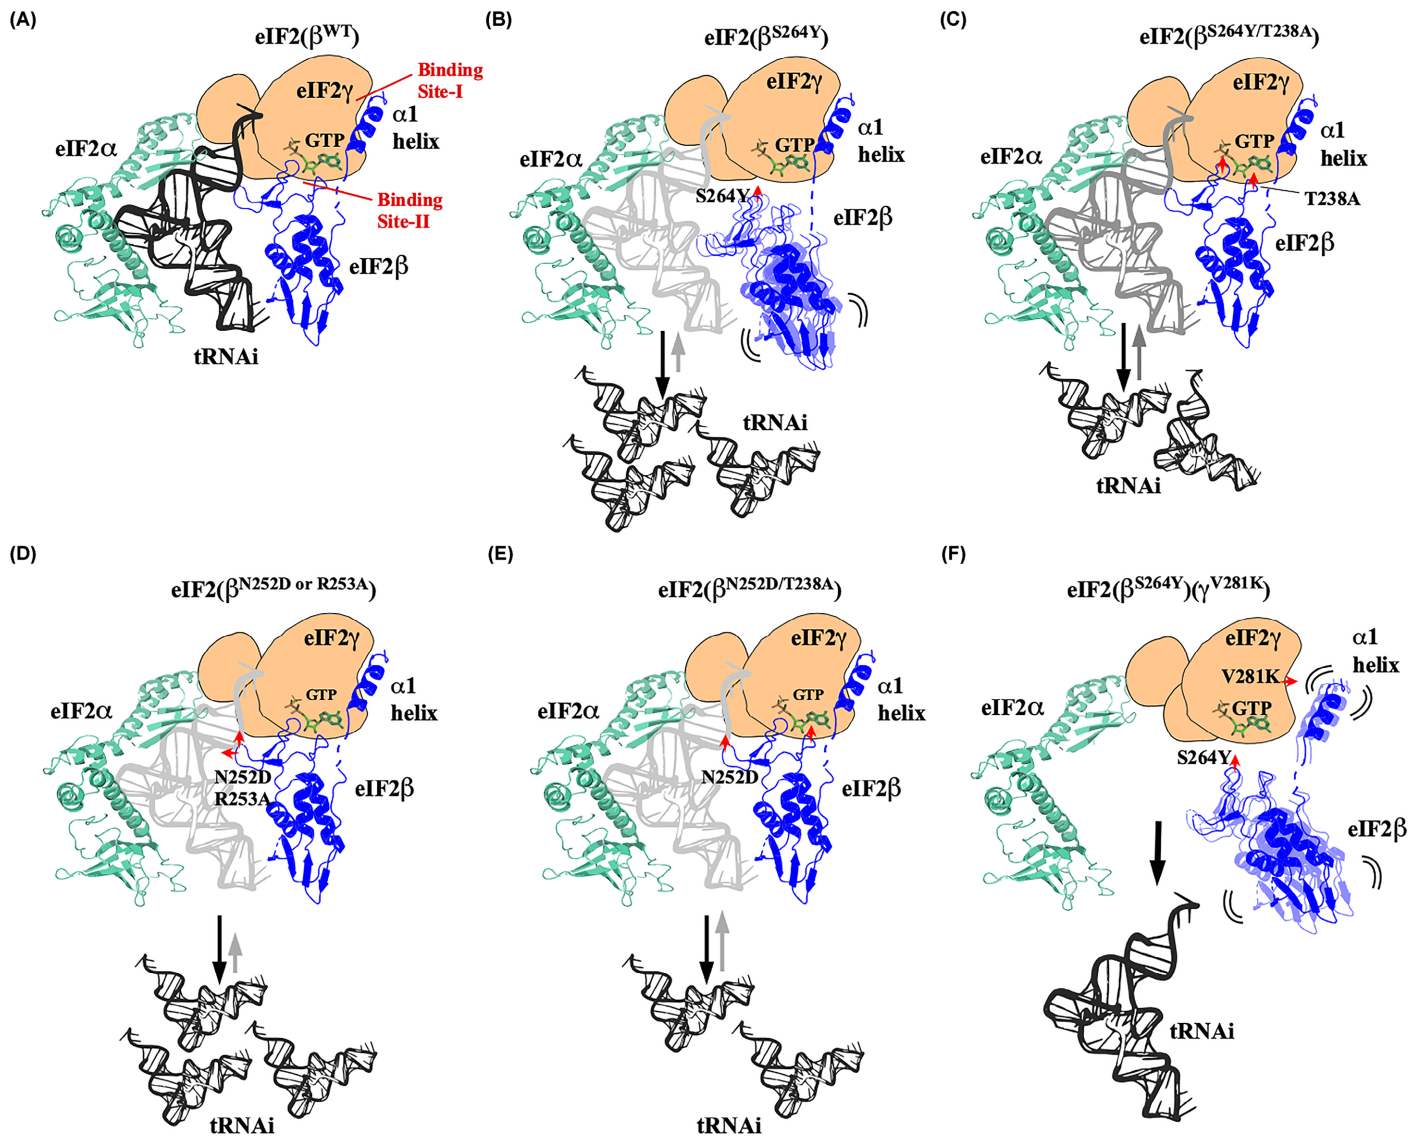 (A)
eIF2(βWT)
Binding
Site-I
eIF2γ
α1
helix
GTP
eIF2α
Binding
Site-II
eIF2β
tRNAi
(B)
eIF2(βS264Y)
eIF2γ
α1
helix
GTP
eIF2α
S264Y
eIF2β
tRNAi
(C)
eIF2(βS264Y/T238A)
eIF2γ
α1
helix
GTP
eIF2α
T238A
eIF2β
tRNAi
(D)
eIF2(βN252D or R253A)
eIF2γ
α1
helix
GTP
eIF2α
N252D
R253A
eIF2β
tRNAi
(E)
eIF2(βN252D/T238A)
eIF2γ
α1
helix
GTP
eIF2α
N252D
eIF2β
tRNAi
(F)
eIF2(βS264Y)(γV281K)
eIF2γ
α1
helix
V281K
GTP
eIF2α
S264Y
eIF2β
tRNAi